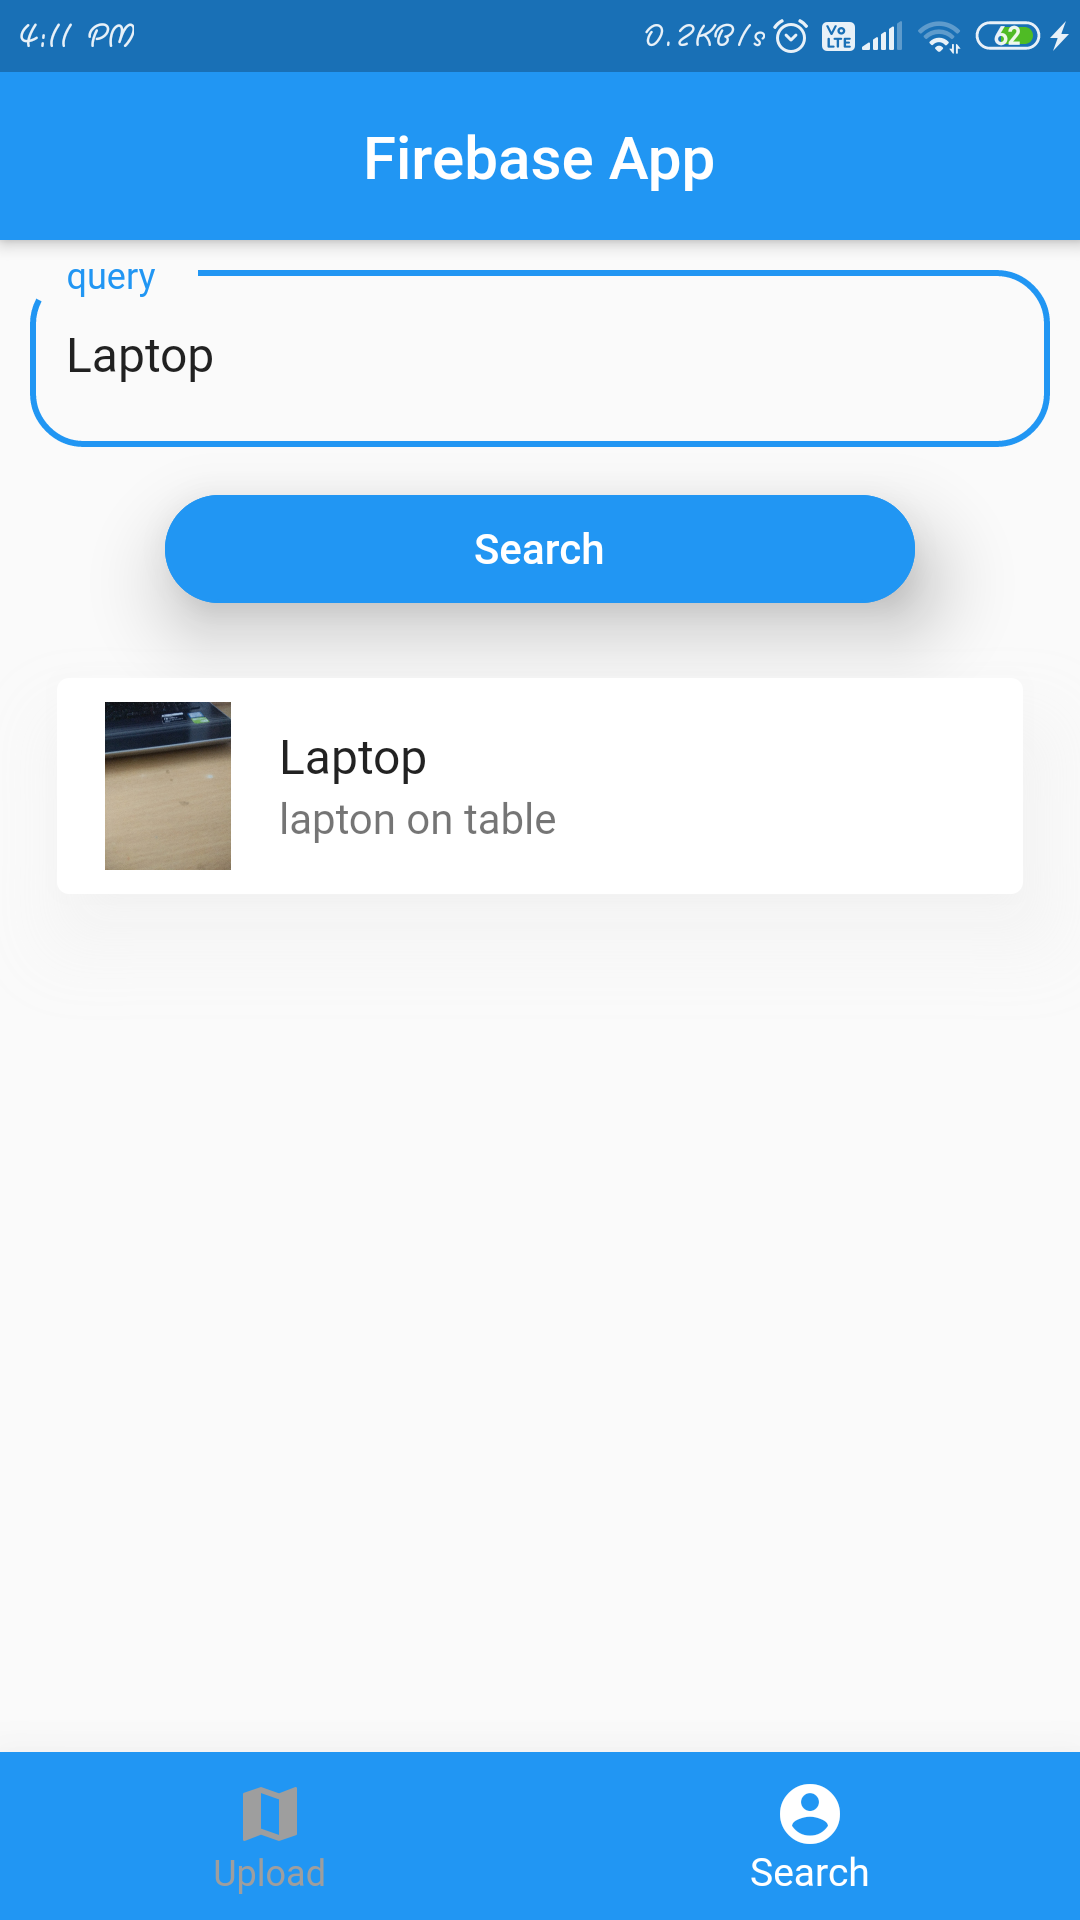 4:11 PM 0.2KB/s Vo LTE 62
Firebase App
query
Laptop
Search
Laptop
lapton on table
Upload Search